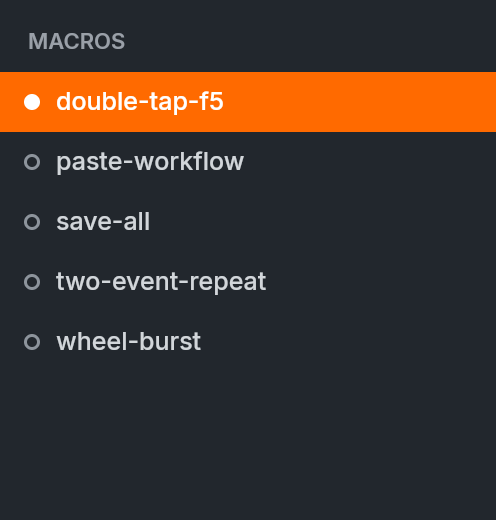 MACROS
double-tap-f5
paste-workflow
save-all
two-event-repeat
wheel-burst